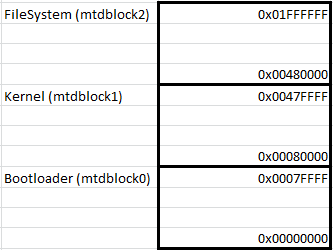 FileSystem (mtdblock2) 0x01FFFFFF
0x00480000
Kernel (mtdblock1) 0x0047FFFF
0x00080000
Bootloader (mtdblock0) 0x0007FFFF
0x00000000